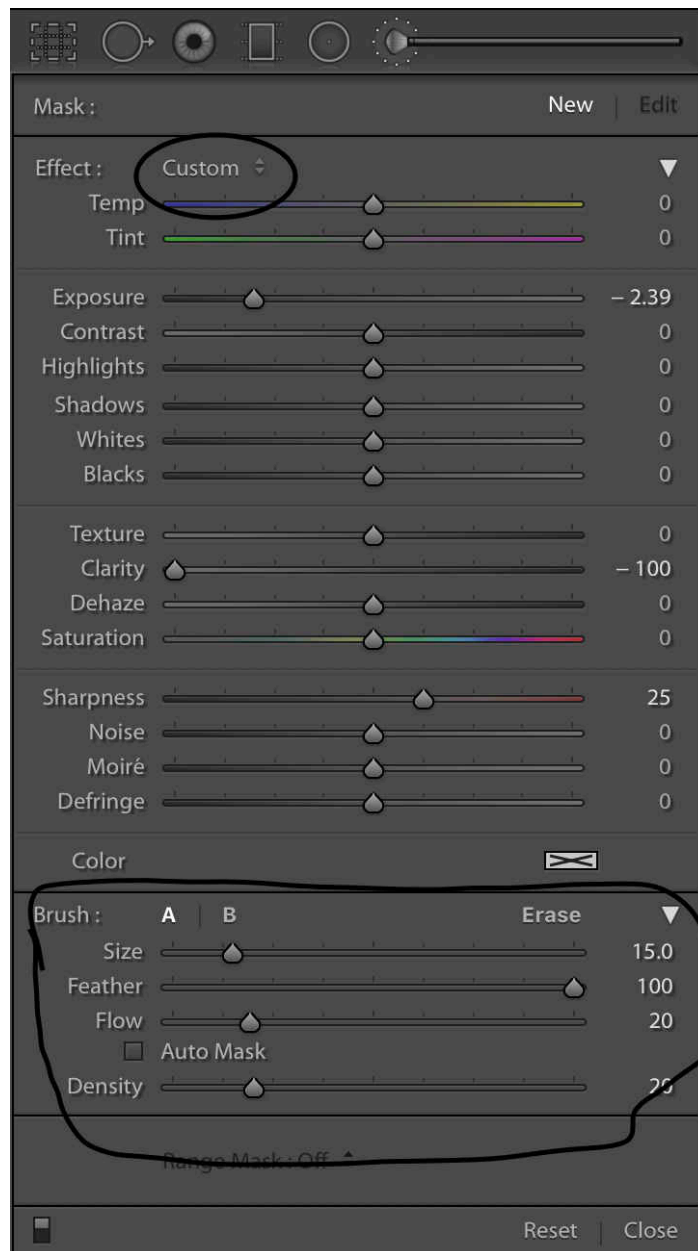 Mask : New | Edit
Effect : Custom
Temp 0
Tint 0
Exposure – 2.39
Contrast 0
Highlights 0
Shadows 0
Whites 0
Blacks 0
Texture 0
Clarity – 100
Dehaze 0
Saturation 0
Sharpness 25
Noise 0
Moiré 0
Defringe 0
Color
Brush : A | B Erase
Size 15.0
Feather 100
Flow 20
Auto Mask
Density 20
Range Mask : Off
Reset | Close